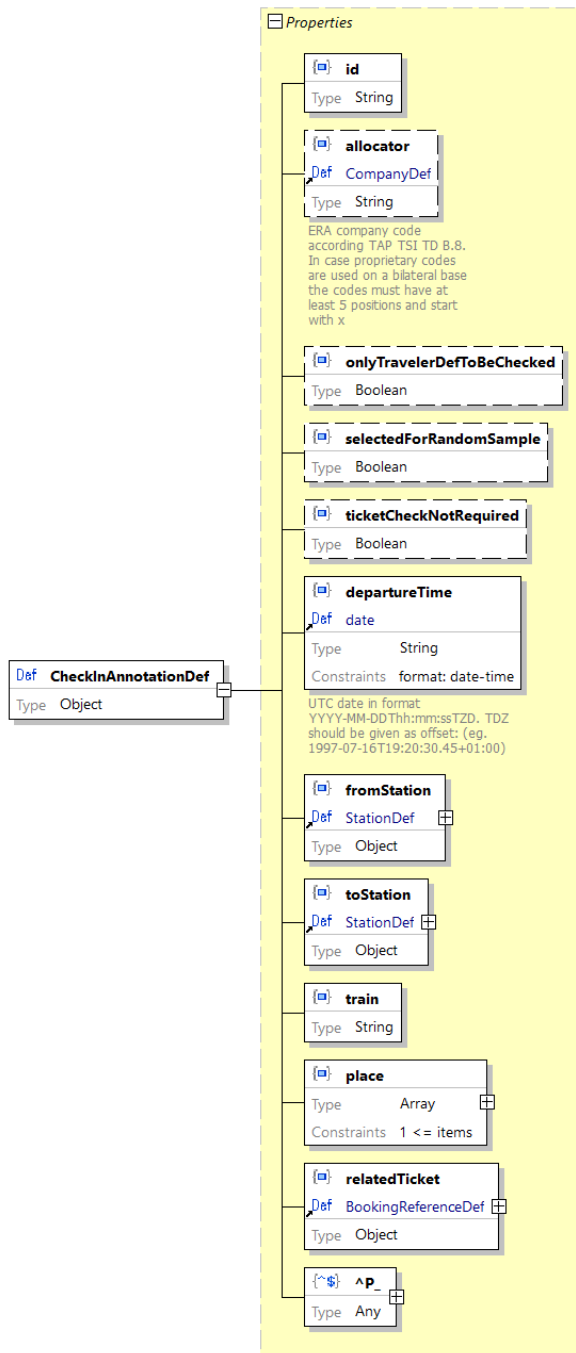 Properties
id
Type String
allocator
Def CompanyDef
Type String
ERA company code
according TAP TSI TD B.8.
In case proprietary codes
are used on a bilateral base
the codes must have at
least 5 positions and start
with x
onlyTravelerDefToBeChecked
Type Boolean
selectedForRandomSample
Type Boolean
ticketCheckNotRequired
Type Boolean
departureTime
Def date
Type String
Constraints format: date-time
UTC date in format
YYYY-MM-DDThh:mm:ssTZD. TDZ
should be given as offset: (eg.
1997-07-16T19:20:30.45+01:00)
Def CheckInAnnotationDef
Type Object
fromStation
Def StationDef
Type Object
toStation
Def StationDef
Type Object
train
Type String
place
Type Array
Constraints 1 <= items
relatedTicket
Def BookingReferenceDef
Type Object
{^$} ^P_
Type Any